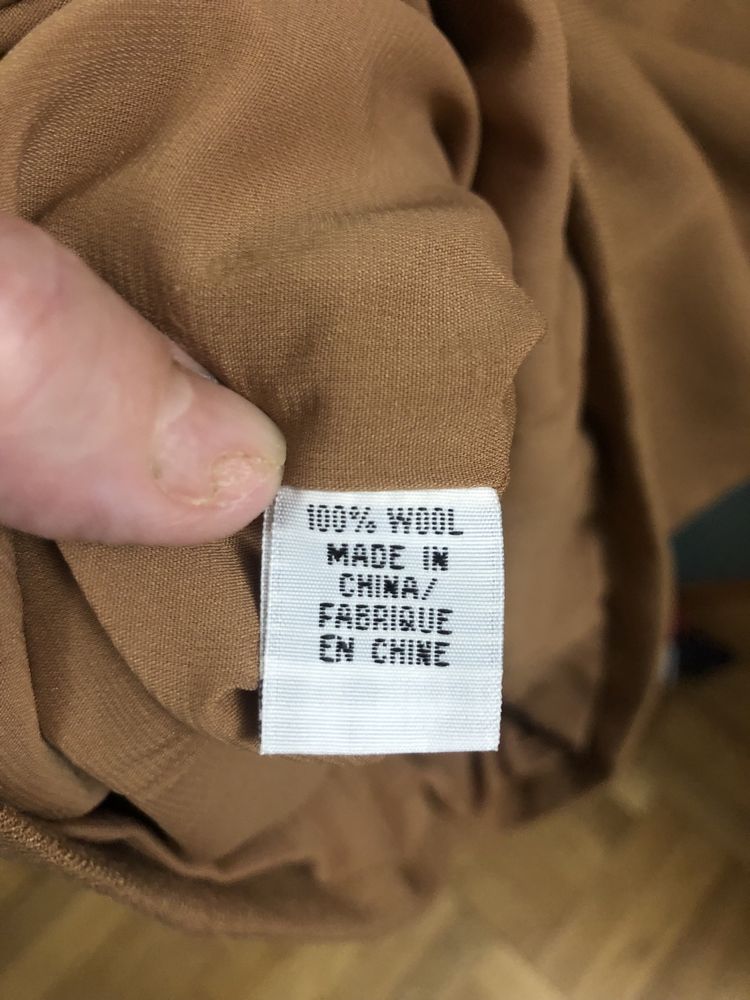 100% WOOL
MADE IN
CHINA/
FABRIQUE
EN CHINE